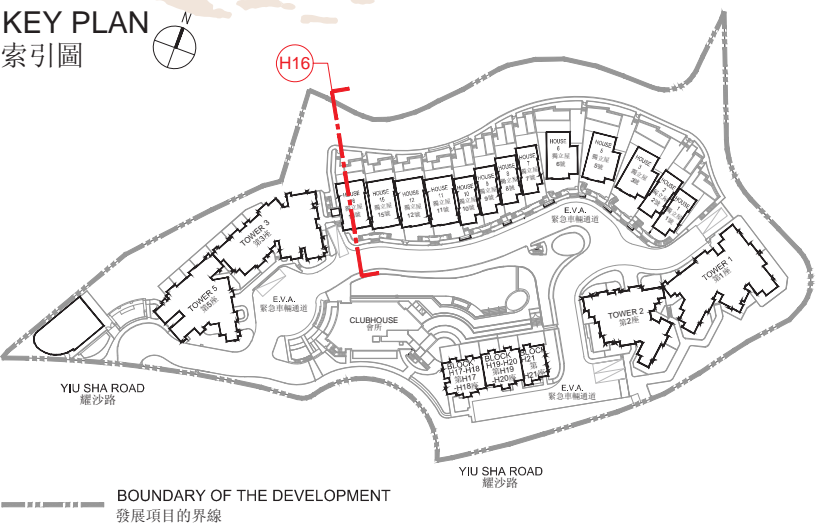 KEY PLAN
索引圖
N
H16
HOUSE
16
獨立屋
16號
HOUSE
15
獨立屋
15號
HOUSE
12
獨立屋
12號
HOUSE
11
獨立屋
11號
HOUSE
10
獨立屋
10號
HOUSE
9
獨立屋
9號
HOUSE
8
獨立屋
8號
HOUSE
7
獨立屋
7號
HOUSE
6
獨立屋
6號
HOUSE
5
獨立屋
5號
HOUSE
3
獨立屋
3號
HOUSE
2
獨立屋
2號
HOUSE
1
獨立屋
1號
E.V.A.
緊急車輛通道
TOWER 3
第3座
TOWER 5
第5座
E.V.A.
緊急車輛通道
CLUBHOUSE
會所
TOWER 1
第1座
TOWER 2
第2座
BLOCK
H17-H18
第H17
-H18座
BLOCK
H19-H20
第H19
-H20座
BLOCK
H21
第
H21座
E.V.A.
緊急車輛通道
YIU SHA ROAD
耀沙路
YIU SHA ROAD
耀沙路
BOUNDARY OF THE DEVELOPMENT
發展項目的界線